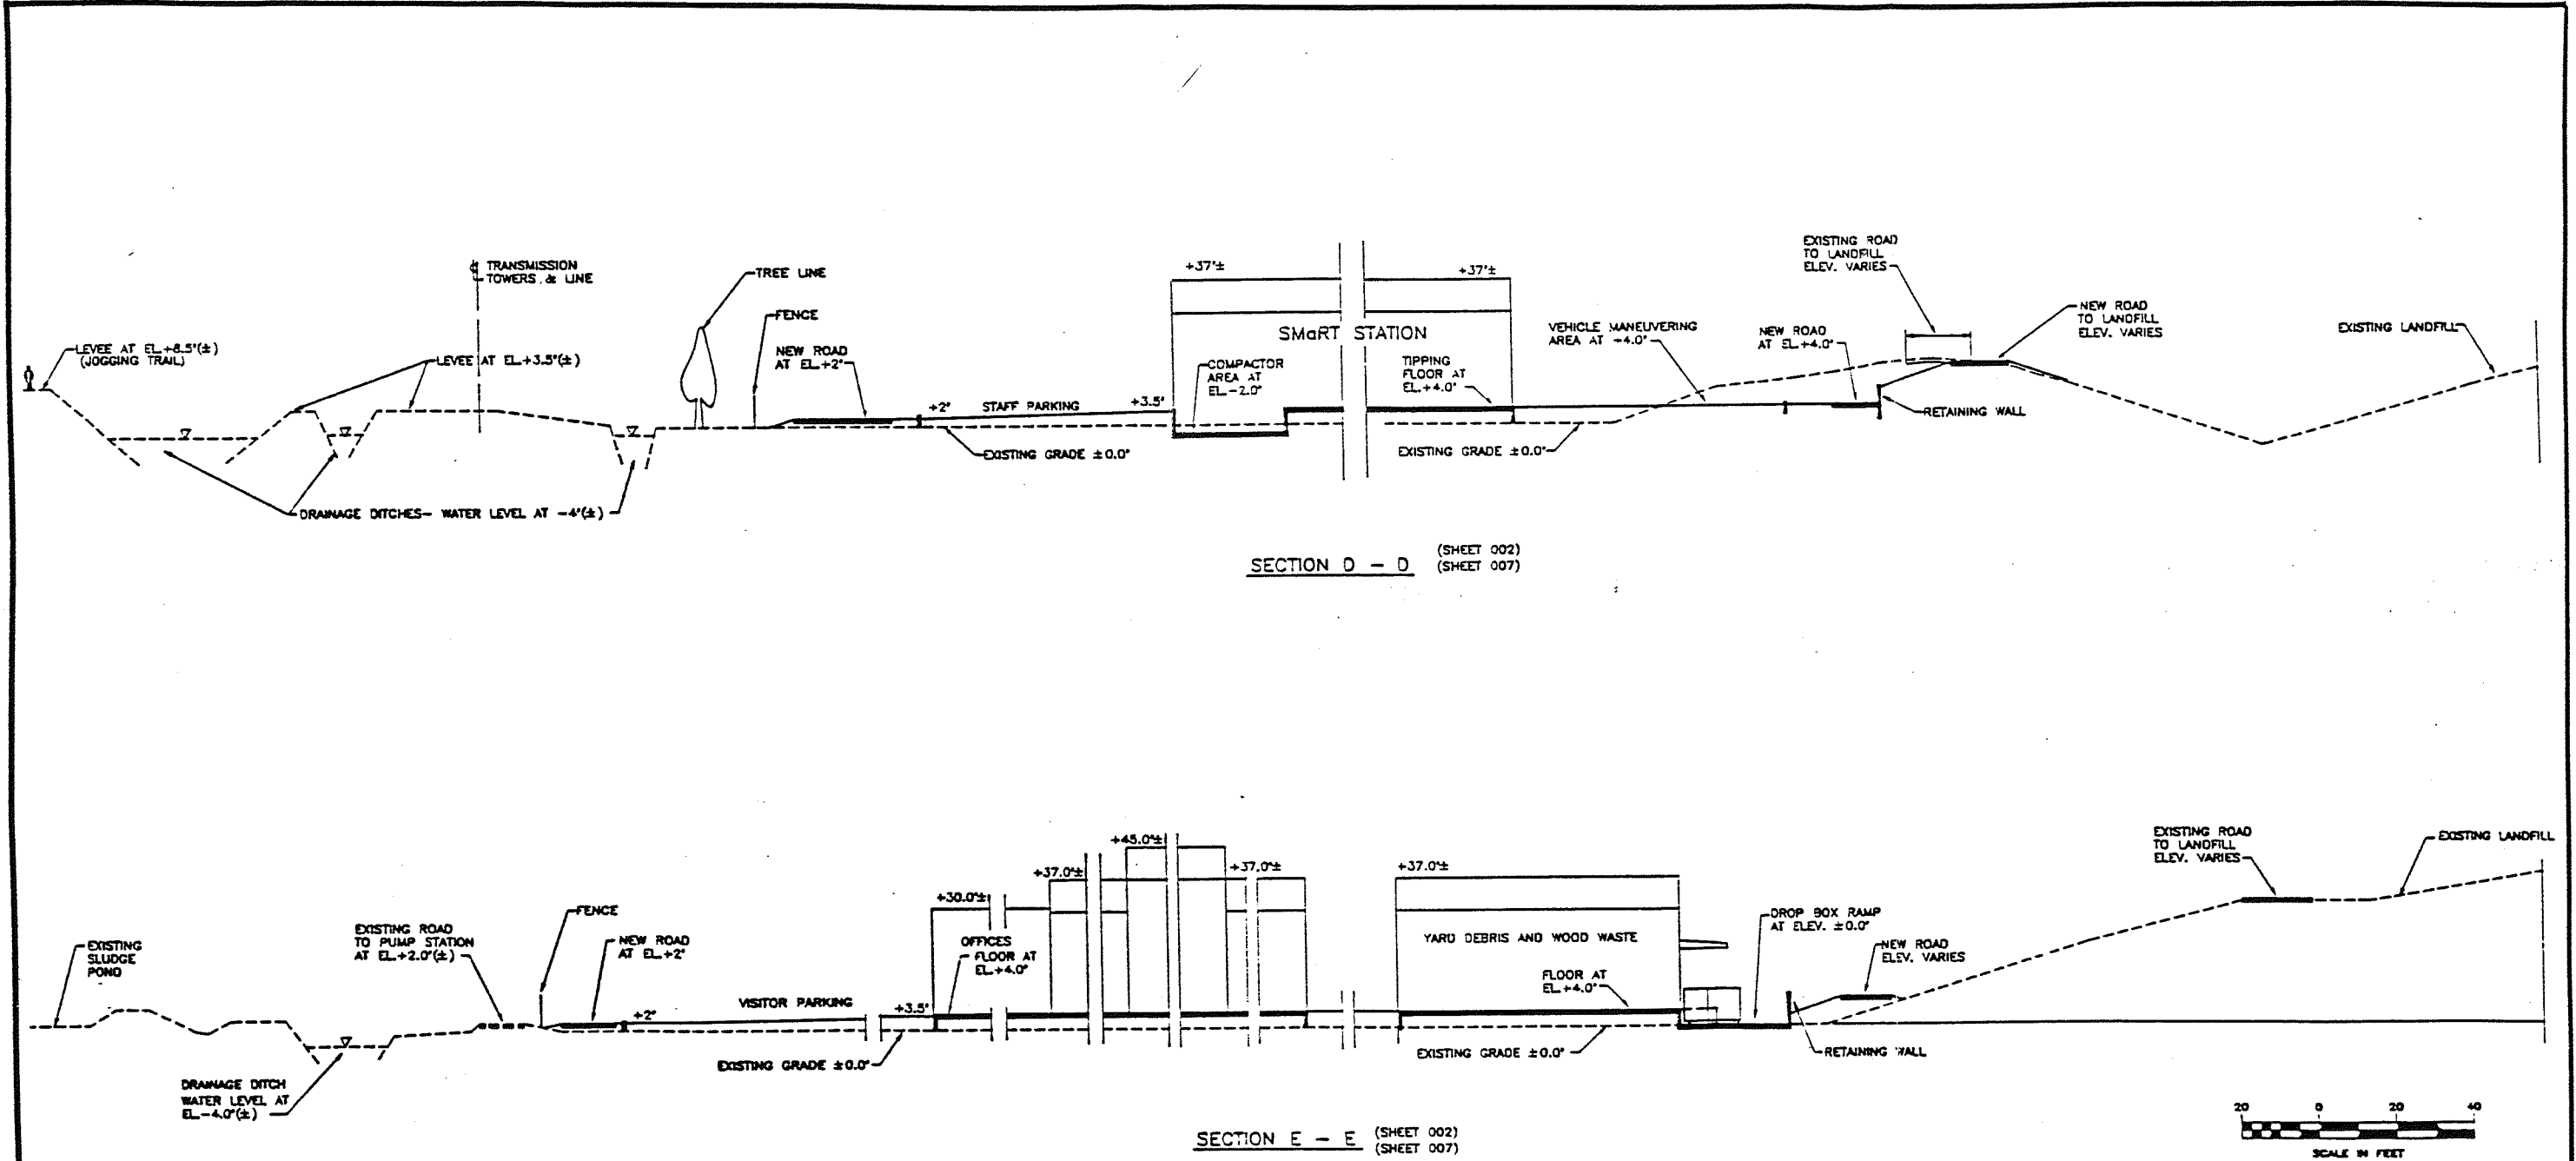 TRANSMISSION
TOWERS, & LINE
TREE LINE
FENCE
LEVEE AT EL+8.5'(±)
(JOGGING TRAIL)
LEVEE AT EL+3.5'(±)
NEW ROAD
AT EL+2'
+2'
STAFF PARKING
+3.5'
EXISTING GRADE ±0.0'
DRAINAGE DITCHES- WATER LEVEL AT -4'(±)
+37'±
+37'±
SMaRT STATION
COMPACTOR
AREA AT
EL-2.0'
TIPPING
FLOOR AT
EL+4.0'
EXISTING GRADE ±0.0'
VEHICLE MANEUVERING
AREA AT +4.0'
NEW ROAD
AT EL+4.0'
EXISTING ROAD
TO LANDFILL
ELEV. VARIES
NEW ROAD
TO LANDFILL
ELEV. VARIES
RETAINING WALL
EXISTING LANDFILL
SECTION D - D
(SHEET 002)
(SHEET 007)
EXISTING
SLUDGE
POND
DRAINAGE DITCH
WATER LEVEL AT
EL-4.0'(±)
EXISTING ROAD
TO PUMP STATION
AT EL+2.0'(±)
FENCE
NEW ROAD
AT EL+2'
+2'
VISITOR PARKING
+3.5'
EXISTING GRADE ±0.0'
+30.0'±
OFFICES
FLOOR AT
EL+4.0'
+37.0'±
+45.0'±
+37.0'±
+37.0'±
YARD DEBRIS AND WOOD WASTE
FLOOR AT
EL+4.0'
EXISTING GRADE ±0.0'
DROP BOX RAMP
AT ELEV. ±0.0'
NEW ROAD
ELEV. VARIES
RETAINING WALL
EXISTING ROAD
TO LANDFILL
ELEV. VARIES
EXISTING LANDFILL
SECTION E - E
(SHEET 002)
(SHEET 007)
20 0 20 40
SCALE IN FEET